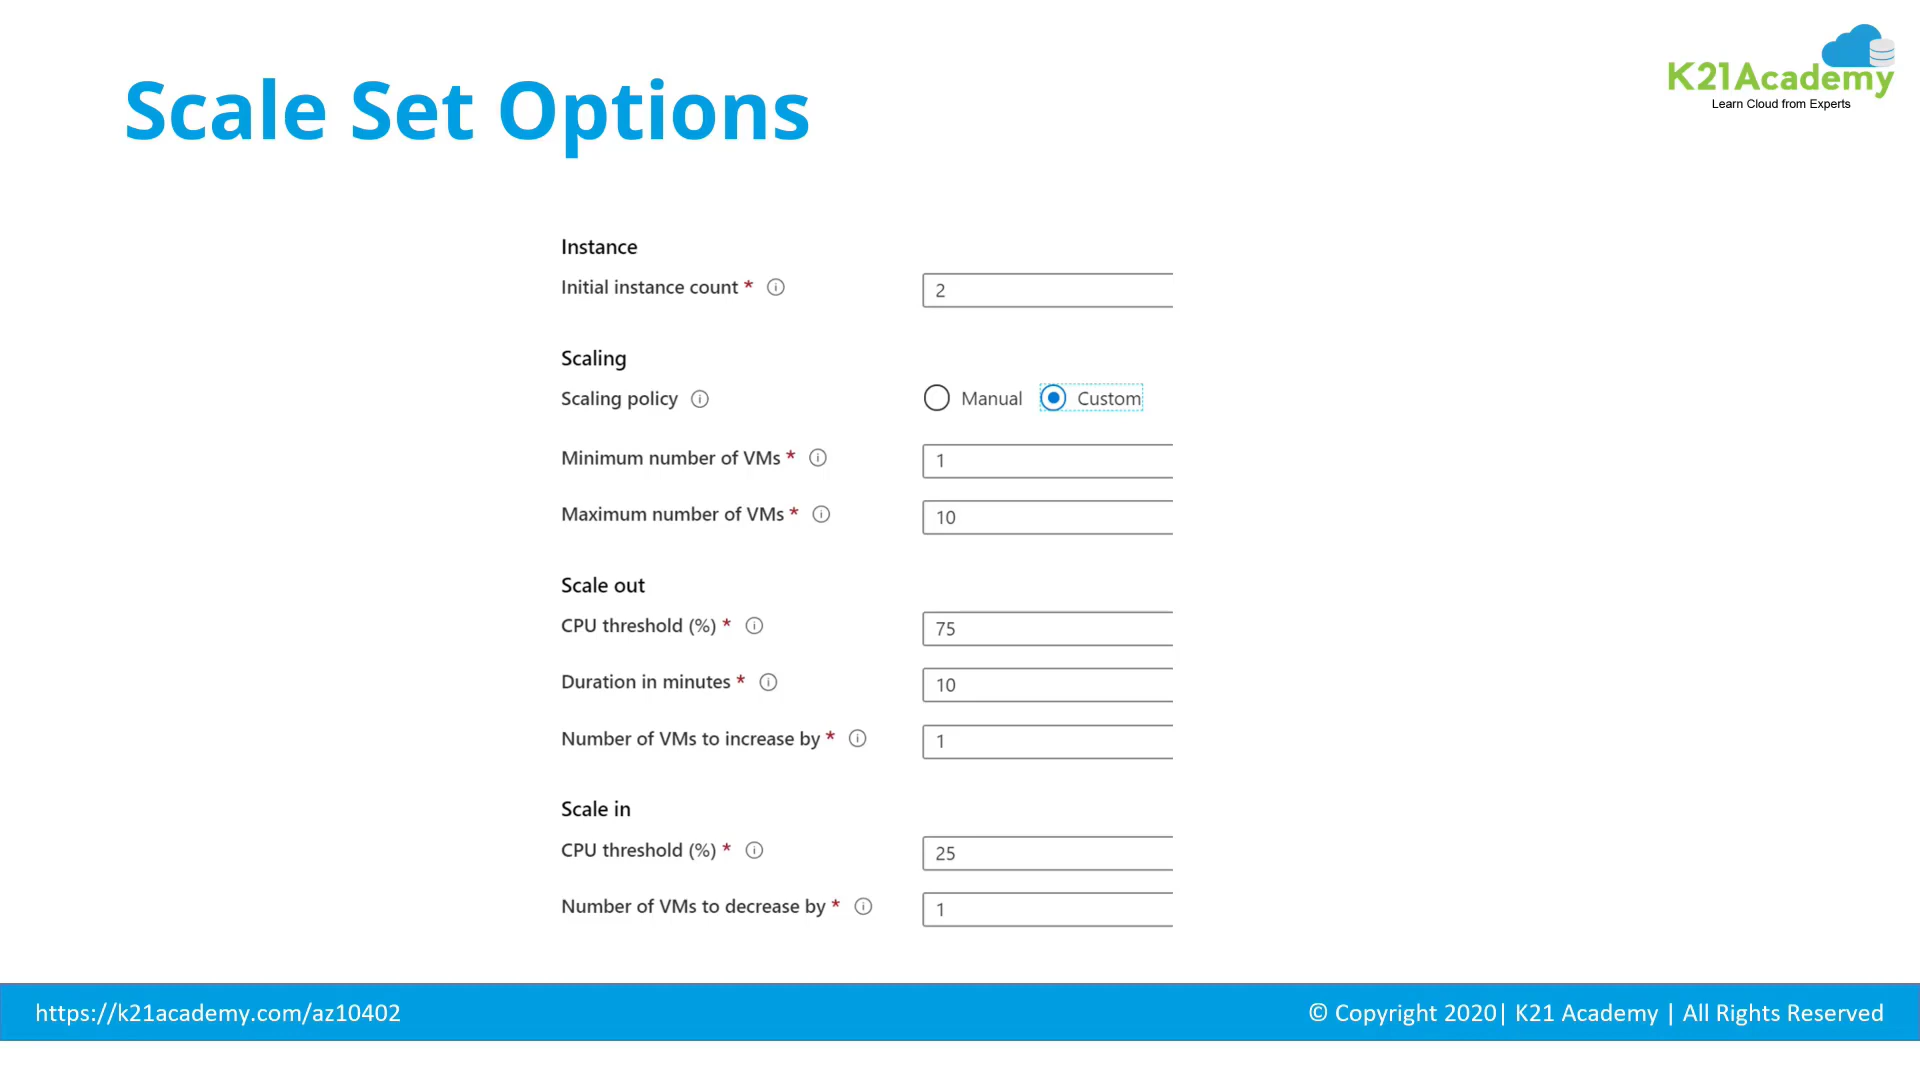 K21Academy
Learn Cloud from Experts
Scale Set Options
Instance
Initial instance count * 2
Scaling
Scaling policy Manual Custom
Minimum number of VMs * 1
Maximum number of VMs * 10
Scale out
CPU threshold (%) * 75
Duration in minutes * 10
Number of VMs to increase by * 1
Scale in
CPU threshold (%) * 25
Number of VMs to decrease by * 1
https://k21academy.com/az10402 © Copyright 2020| K21 Academy | All Rights Reserved